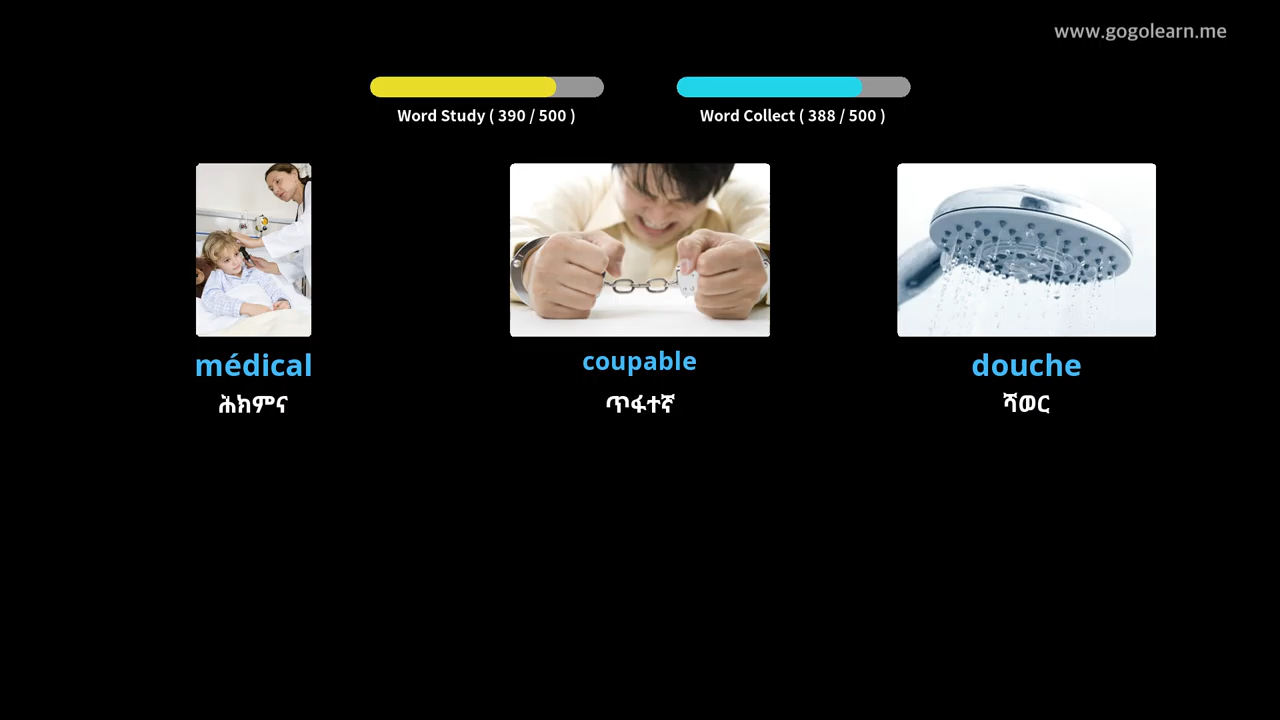 www.gogolearn.me
Word Study ( 390 / 500 )
Word Collect ( 388 / 500 )
médical
coupable
douche
ሕክምና
ጥፋተኛ
ሻወር